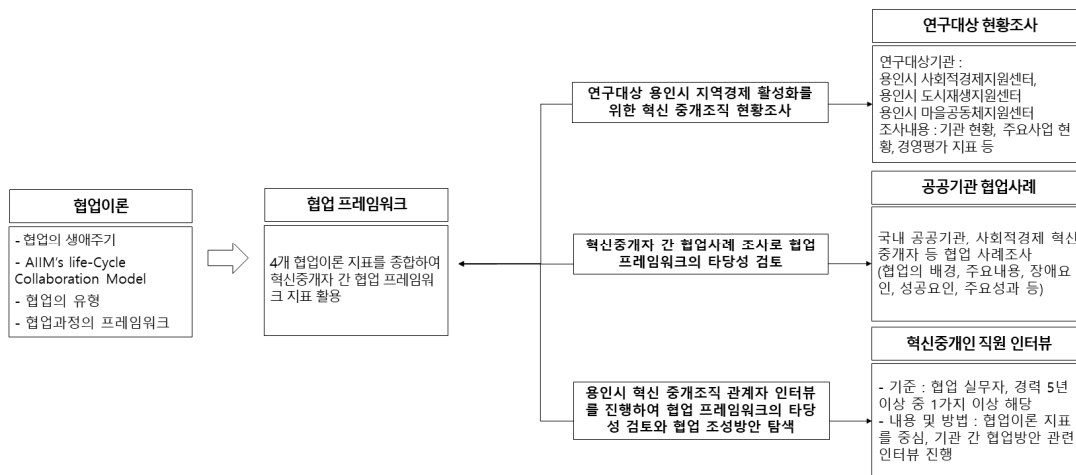 협업이론
- 협업의 생애주기
- AIIM's life-Cycle
Collaboration Model
- 협업의 유형
- 협업과정의 프레임워크
협업 프레임워크
4개 협업이론 지표를 종합하여
혁신중개자 간 협업 프레임워
크 지표 활용
연구대상 용인시 지역경제 활성화를
위한 혁신 중개조직 현황조사
혁신중개자 간 협업사례 조사로 협업
프레임워크의 타당성 검토
용인시 혁신 중개조직 관계자 인터뷰
를 진행하여 협업 프레임워크의 타당
성 검토와 협업 조성방안 탐색
연구대상 현황조사
연구대상기관 :
용인시 사회적경제지원센터,
용인시 도시재생지원센터
용인시 마을공동체지원센터
조사내용 : 기관 현황, 주요사업 현
황, 경영평가 지표 등
공공기관 협업사례
국내 공공기관, 사회적경제 혁신
중개자 등 협업 사례조사
(협업의 배경, 주요내용, 장애요
인, 성공요인, 주요성과 등)
혁신중개인 직원 인터뷰
- 기준 : 협업 실무자, 경력 5년
이상 중 1가지 이상 해당
- 내용 및 방법 : 협업이론 지표
를 중심, 기관 간 협업방안 관련
인터뷰 진행